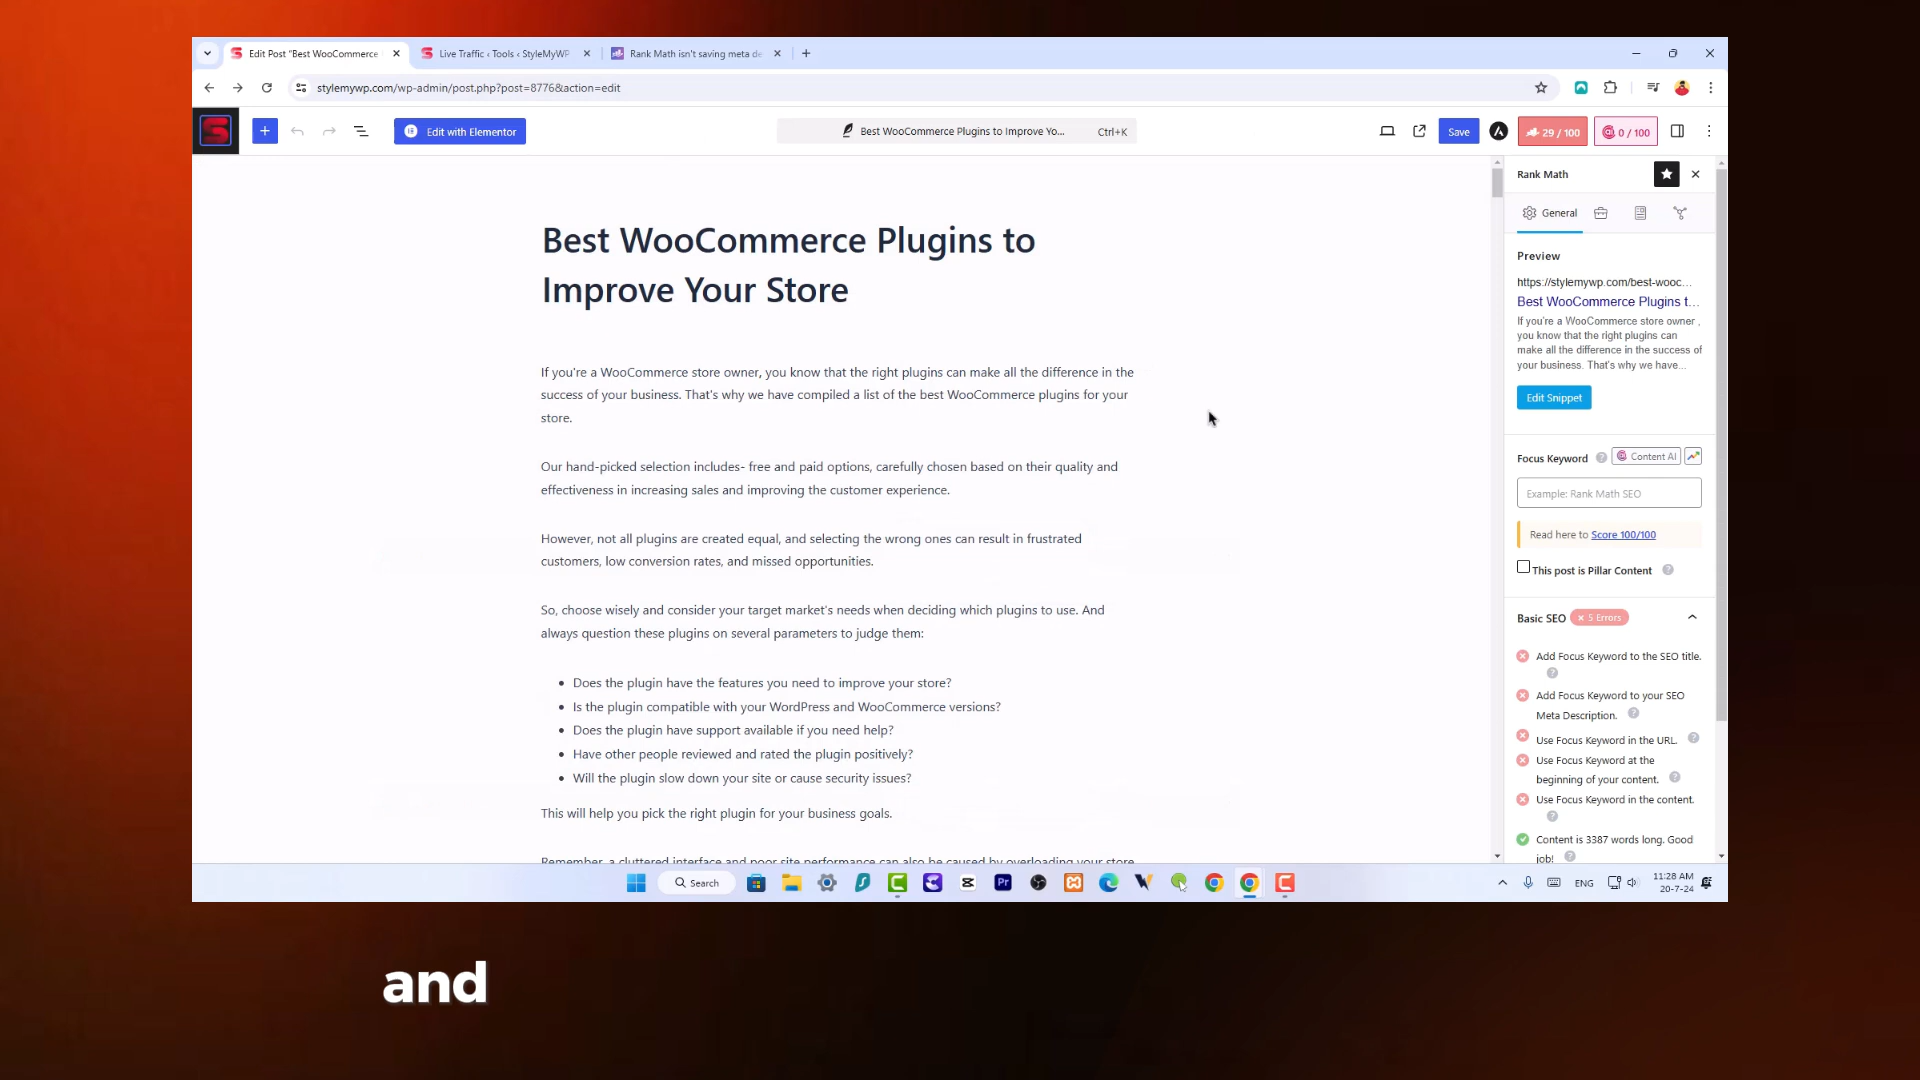 Edit Post "Best WooCommerce
Live Traffic ‹ Tools ‹ StyleMyWP
Rank Math isn't saving meta de
stylemywp.com/wp-admin/post.php?post=8776&action=edit
Edit with Elementor
Best WooCommerce Plugins to Improve Yo...
Ctrl+K
Save
29 / 100
0 / 100
Best WooCommerce Plugins to
Improve Your Store
If you're a WooCommerce store owner, you know that the right plugins can make all the difference in the
success of your business. That's why we have compiled a list of the best WooCommerce plugins for your
store.
Our hand-picked selection includes- free and paid options, carefully chosen based on their quality and
effectiveness in increasing sales and improving the customer experience.
However, not all plugins are created equal, and selecting the wrong ones can result in frustrated
customers, low conversion rates, and missed opportunities.
So, choose wisely and consider your target market's needs when deciding which plugins to use. And
always question these plugins on several parameters to judge them:
• Does the plugin have the features you need to improve your store?
• Is the plugin compatible with your WordPress and WooCommerce versions?
• Does the plugin have support available if you need help?
• Have other people reviewed and rated the plugin positively?
• Will the plugin slow down your site or cause security issues?
This will help you pick the right plugin for your business goals.
Remember, a cluttered interface and poor site performance can also be caused by overloading your store
Rank Math
General
Preview
https://stylemywp.com/best-wooc...
Best WooCommerce Plugins t...
If you're a WooCommerce store owner ,
you know that the right plugins can
make all the difference in the success of
your business. That's why we have...
Edit Snippet
Focus Keyword
Content AI
Example: Rank Math SEO
Read here to Score 100/100
This post is Pillar Content
Basic SEO
× 5 Errors
Add Focus Keyword to the SEO title.
Add Focus Keyword to your SEO
Meta Description.
Use Focus Keyword in the URL.
Use Focus Keyword at the
beginning of your content.
Use Focus Keyword in the content.
Content is 3387 words long. Good
job!
Search
Pr
ENG
11:28 AM
20-7-24
and